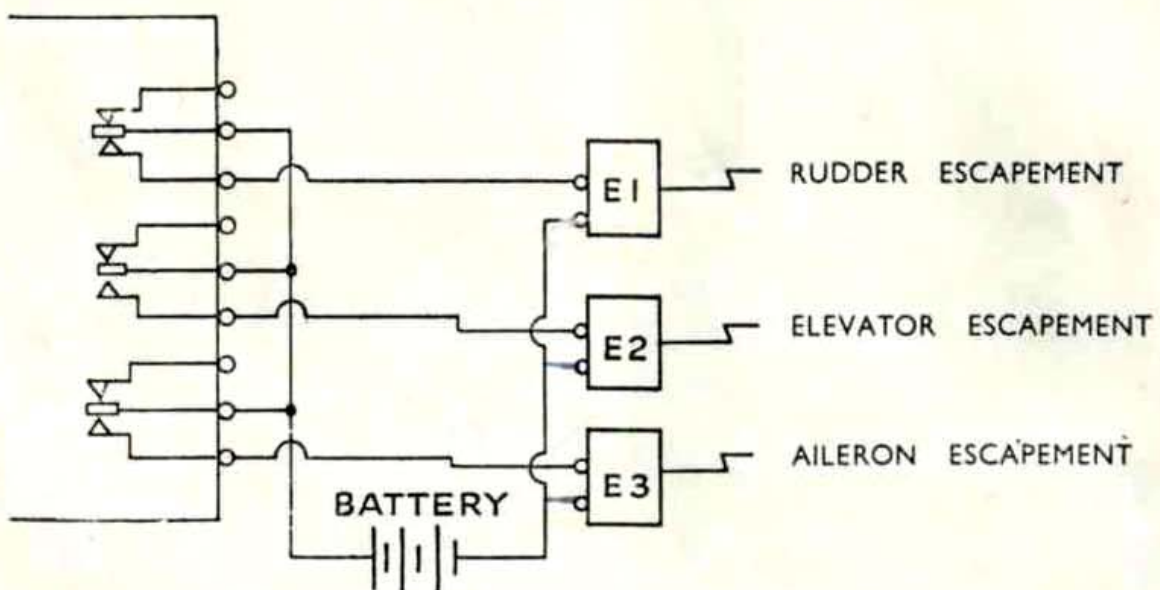 E1 RUDDER ESCAPEMENT
E2 ELEVATOR ESCAPEMENT
E3 AILERON ESCAPEMENT
BATTERY